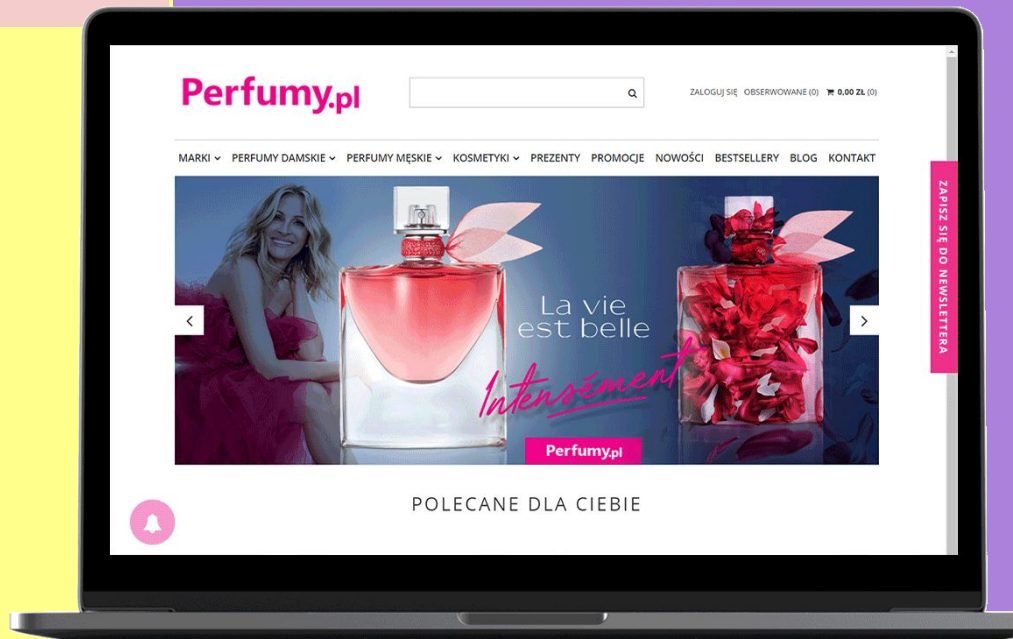 Perfumy.pl
ZALOGUJ SIĘ OBSERWOWANE (0) 0,00 ZŁ (0)
MARKI PERFUMY DAMSKIE PERFUMY MĘSKIE KOSMETYKI PREZENTY PROMOCJE NOWOŚCI BESTSELLERY BLOG KONTAKT
ZAPISZ SIĘ DO NEWSLETTERA
La vie
est belle
Intensément
Perfumy.pl
POLECANE DLA CIEBIE